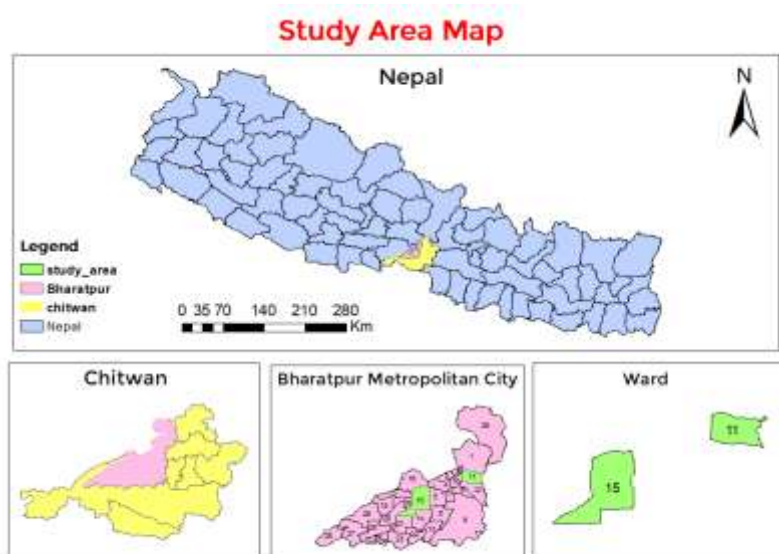 Study Area Map
Nepal
N
Legend
study_area
Bharatpur
chitwan
Nepal
0 35 70 140 210 280
Km
Chitwan
Bharatpur Metropolitan City
Ward
11
15